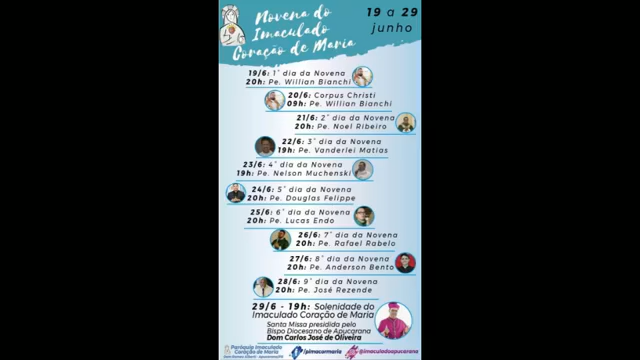 Novena do
Imaculado
Coração de Maria
19 a 29
junho
19/6: 1° dia da Novena
20h: Pe. Willian Bianchi
20/6: Corpus Christi
09h: Pe. Willian Bianchi
21/6: 2° dia da Novena
20h: Pe. Noel Ribeiro
22/6: 3° dia da Novena
19h: Pe. Vanderlei Matias
23/6: 4° dia da Novena
19h: Pe. Nelson Muchenski
24/6: 5° dia da Novena
20h: Pe. Douglas Felippe
25/6: 6° dia da Novena
20h: Pe. Lucas Endo
26/6: 7° dia da Novena
20h: Pe. Rafael Rabelo
27/6: 8° dia da Novena
20h: Pe. Anderson Bento
28/6: 9° dia da Novena
20h: Pe. José Rezende
29/6 - 19h: Solenidade do
Imaculado Coração de Maria
Santa Missa presidida pelo
Bispo Diocesano de Apucarana
Dom Carlos José de Oliveira
Paróquia Imaculado
Coração de Maria
/pimacormaria
@imaculadoapucarana